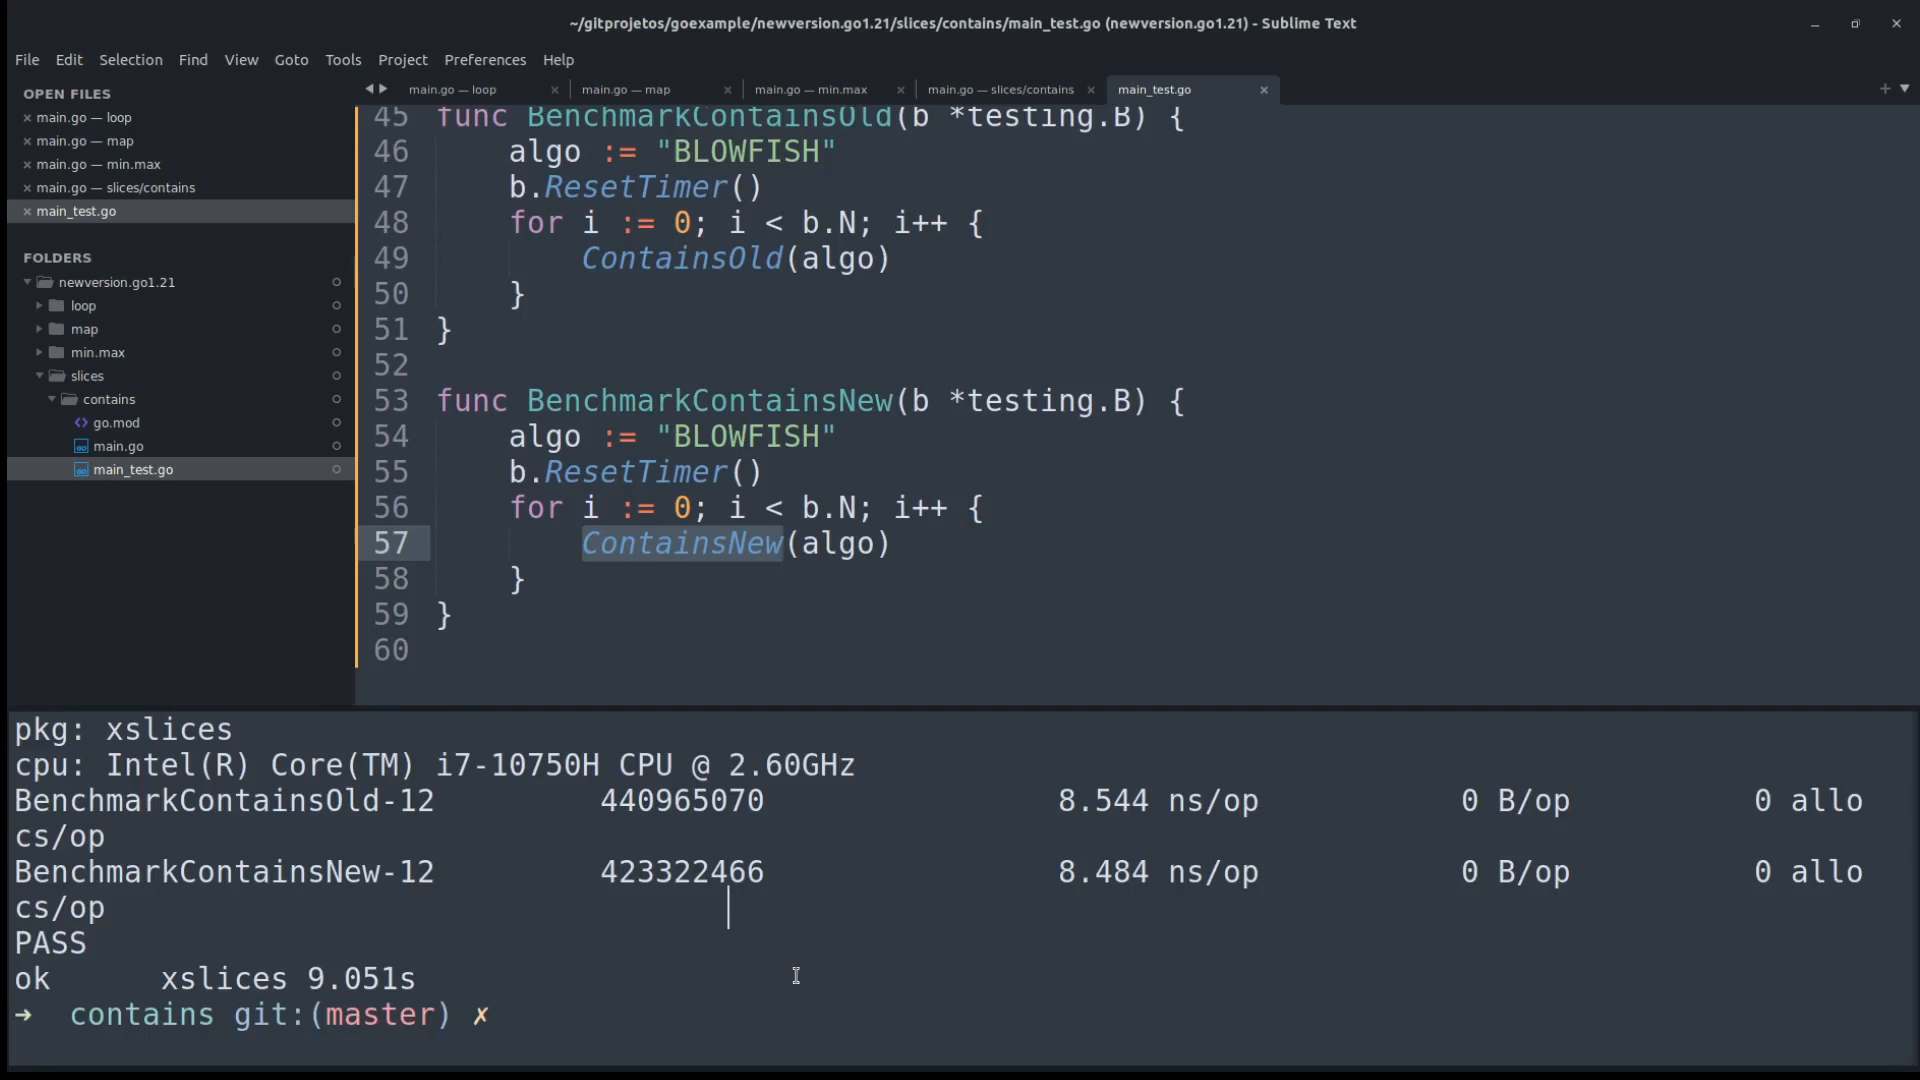 ~/gitprojetos/goexample/newversion.go1.21/slices/contains/main_test.go (newversion.go1.21) - Sublime Text
File Edit Selection Find View Goto Tools Project Preferences Help
OPEN FILES
main.go — loop
main.go — map
main.go — min.max
main.go — slices/contains
main_test.go
FOLDERS
newversion.go1.21
loop
map
min.max
slices
contains
go.mod
main.go
main_test.go
main.go — loop main.go — map main.go — min.max main.go — slices/contains main_test.go
45 func BenchmarkContainsOld(b *testing.B) {
46 algo := "BLOWFISH"
47 b.ResetTimer()
48 for i := 0; i < b.N; i++ {
49 ContainsOld(algo)
50 }
51 }
52
53 func BenchmarkContainsNew(b *testing.B) {
54 algo := "BLOWFISH"
55 b.ResetTimer()
56 for i := 0; i < b.N; i++ {
57 ContainsNew(algo)
58 }
59 }
60
pkg: xslices
cpu: Intel(R) Core(TM) i7-10750H CPU @ 2.60GHz
BenchmarkContainsOld-12 440965070 8.544 ns/op 0 B/op 0 allo
cs/op
BenchmarkContainsNew-12 423322466 8.484 ns/op 0 B/op 0 allo
cs/op
PASS
ok xslices 9.051s
➜ contains git:(master) ✗